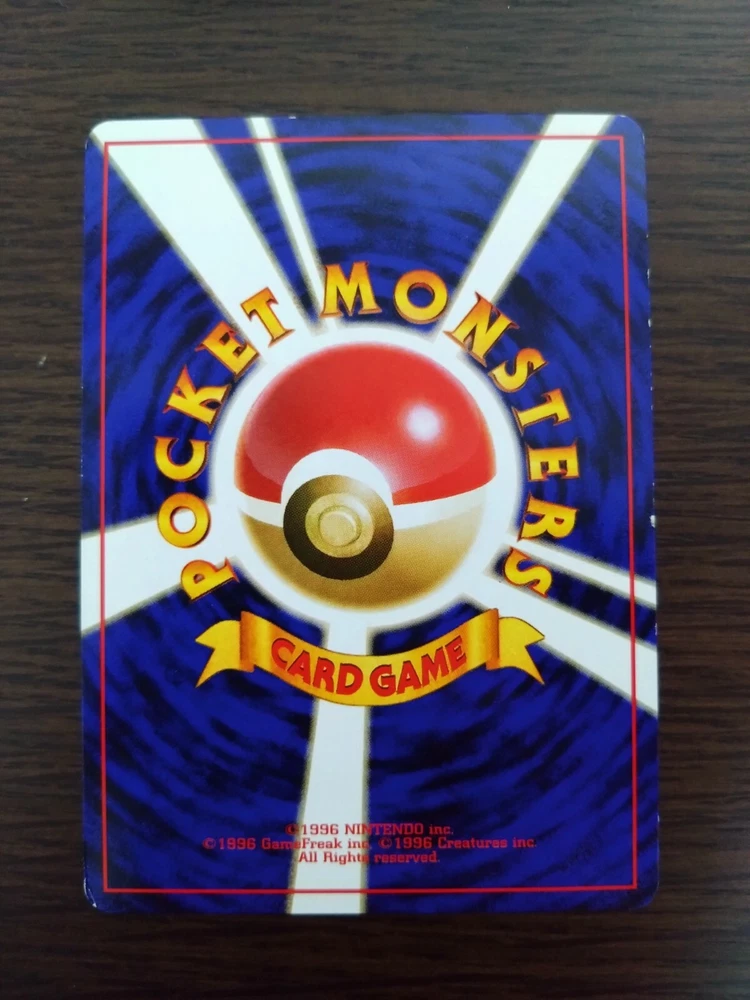 POCKET MONSTERS
CARD GAME
©1996 NINTENDO inc.
©1996 GameFreak inc. ©1996 Creatures inc.
All Rights reserved.